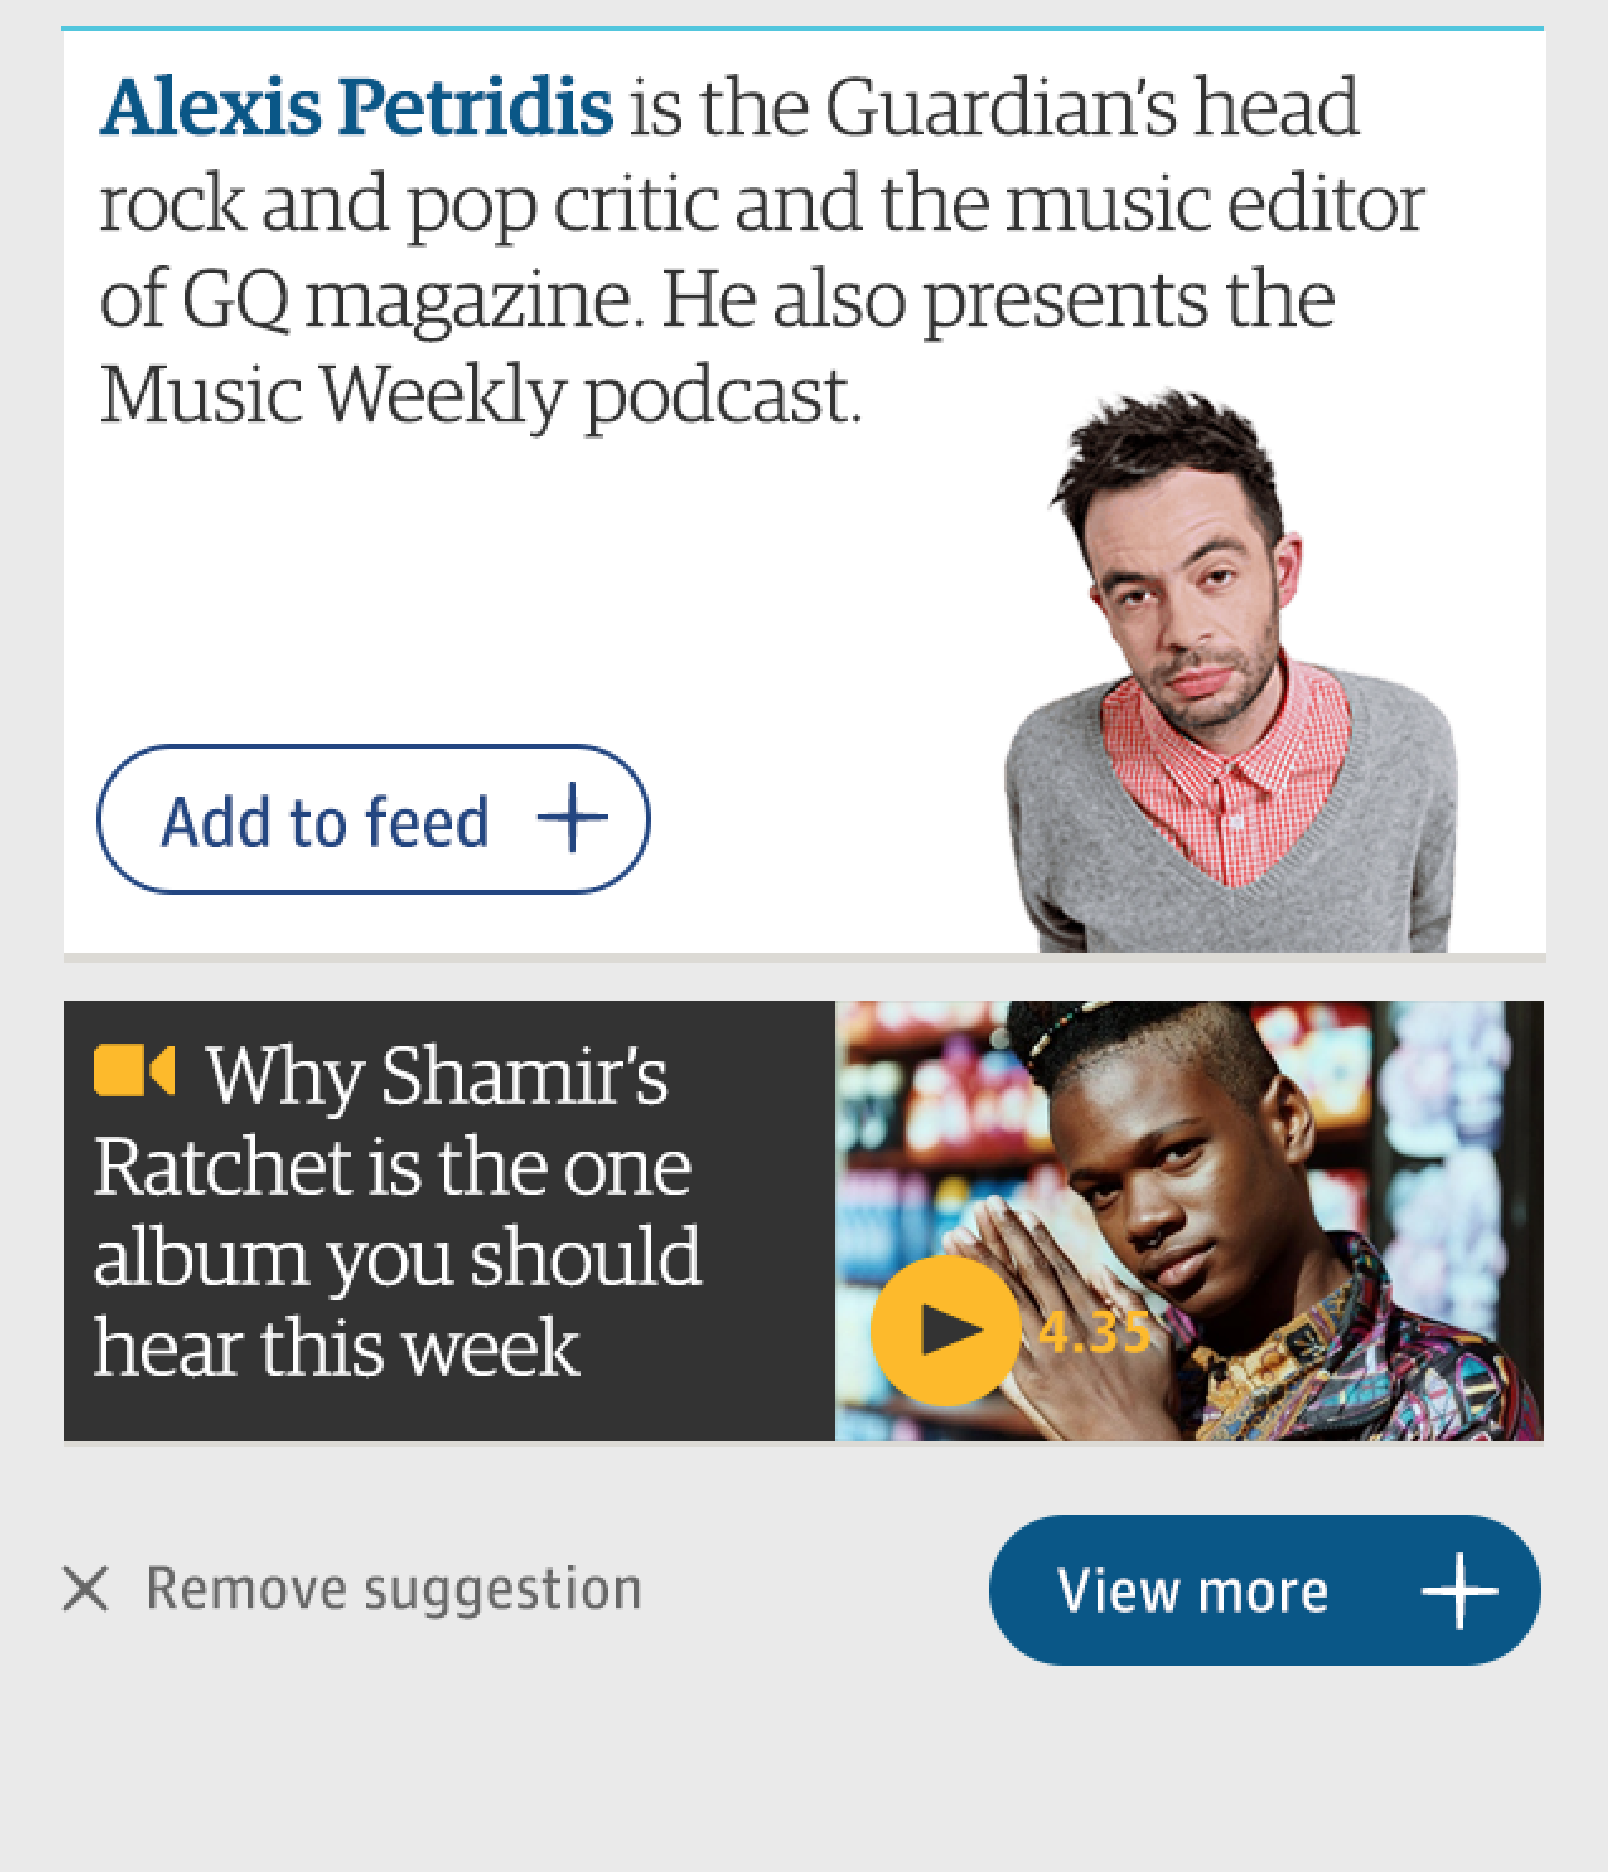 Alexis Petridis is the Guardian’s head
rock and pop critic and the music editor
of GQ magazine. He also presents the
Music Weekly podcast.
Add to feed
Why Shamir’s
Ratchet is the one
album you should
hear this week
4.35
Remove suggestion
View more